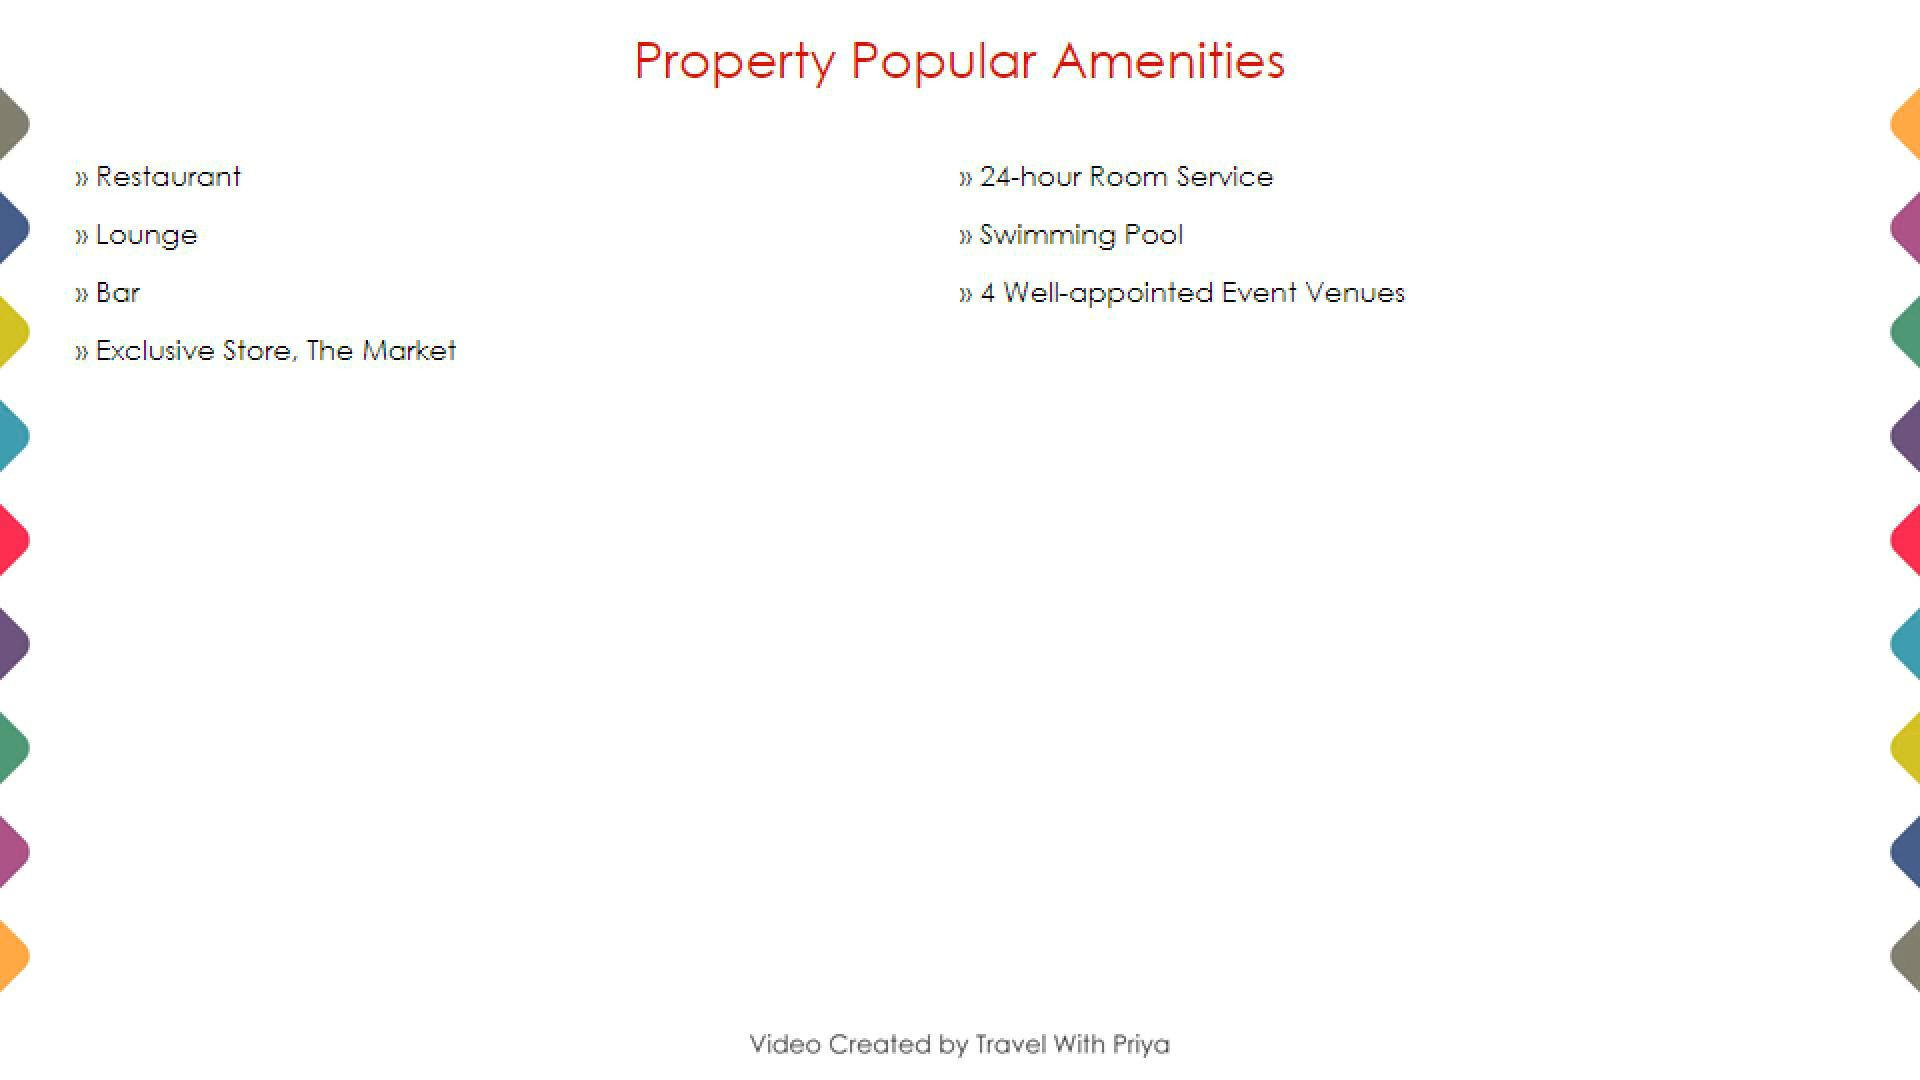 Property Popular Amenities
» Restaurant
» Lounge
» Bar
» Exclusive Store, The Market
» 24-hour Room Service
» Swimming Pool
» 4 Well-appointed Event Venues
Video Created by Travel With Priya